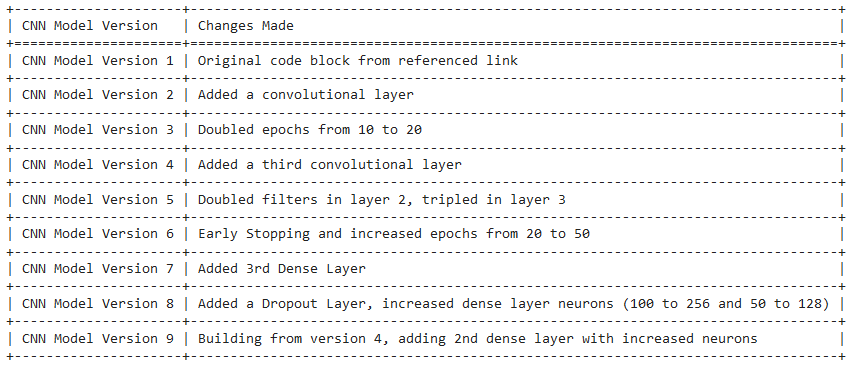 CNN Model Version | Changes Made
CNN Model Version 1 | Original code block from referenced link
CNN Model Version 2 | Added a convolutional layer
CNN Model Version 3 | Doubled epochs from 10 to 20
CNN Model Version 4 | Added a third convolutional layer
CNN Model Version 5 | Doubled filters in layer 2, tripled in layer 3
CNN Model Version 6 | Early Stopping and increased epochs from 20 to 50
CNN Model Version 7 | Added 3rd Dense Layer
CNN Model Version 8 | Added a Dropout Layer, increased dense layer neurons (100 to 256 and 50 to 128)
CNN Model Version 9 | Building from version 4, adding 2nd dense layer with increased neurons